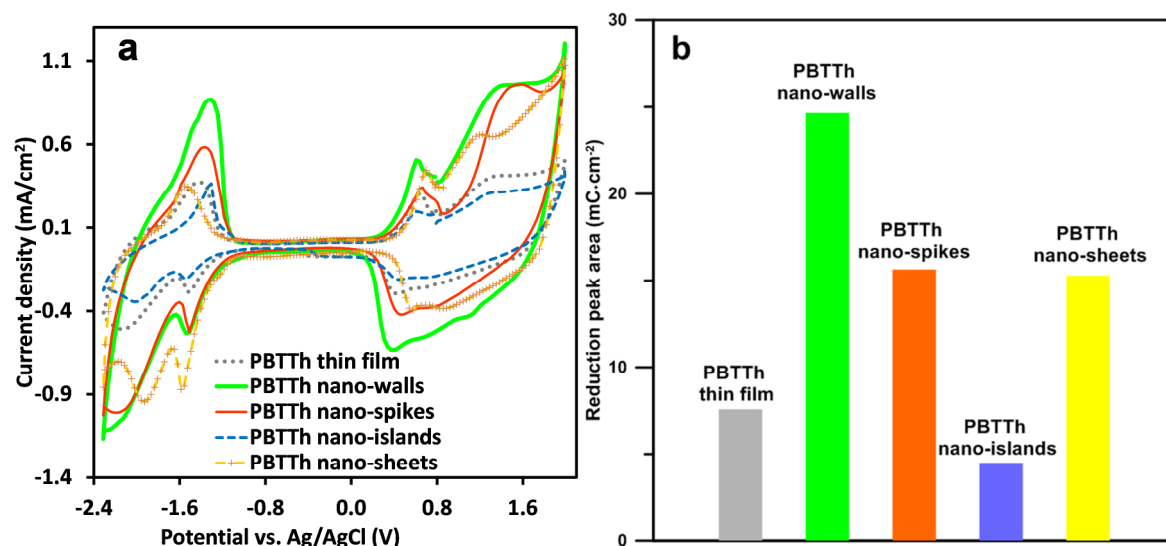 a
Current density (mA/cm²)
1.1
0.6
0.1
-0.4
-0.9
-1.4
-2.4 -1.6 -0.8 0.0 0.8 1.6
Potential vs. Ag/AgCl (V)
PBTTh thin film
PBTTh nano-walls
PBTTh nano-spikes
PBTTh nano-islands
PBTTh nano-sheets
b
Reduction peak area (mC·cm⁻²)
30
20
10
0
PBTTh
thin film
PBTTh
nano-walls
PBTTh
nano-spikes
PBTTh
nano-islands
PBTTh
nano-sheets